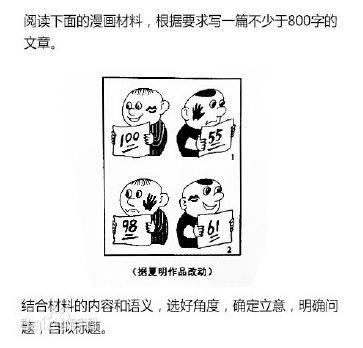 阅读下面的漫画材料，根据要求写一篇不少于800字的
文章。
100
55
1
98
61
2
（据夏明作品改动）
结合材料的内容和语义，选好角度，确定立意，明确问
题，自拟标题。